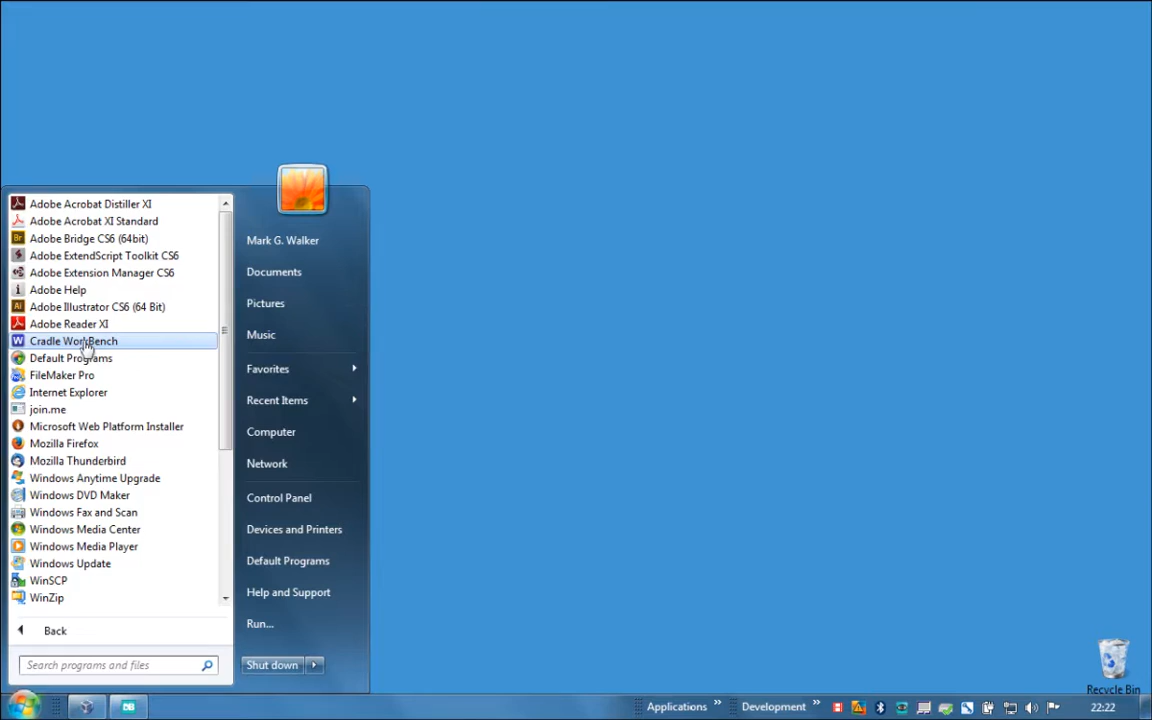 Adobe Acrobat Distiller XI
Adobe Acrobat XI Standard
Adobe Bridge CS6 (64bit)
Adobe ExtendScript Toolkit CS6
Adobe Extension Manager CS6
Adobe Help
Adobe Illustrator CS6 (64 Bit)
Adobe Reader XI
Cradle WorkBench
Default Programs
FileMaker Pro
Internet Explorer
join.me
Microsoft Web Platform Installer
Mozilla Firefox
Mozilla Thunderbird
Windows Anytime Upgrade
Windows DVD Maker
Windows Fax and Scan
Windows Media Center
Windows Media Player
Windows Update
WinSCP
WinZip
Back
Search programs and files
Mark G. Walker
Documents
Pictures
Music
Favorites
Recent Items
Computer
Network
Control Panel
Devices and Printers
Default Programs
Help and Support
Run...
Shut down
Recycle Bin
Applications
Development
22:22